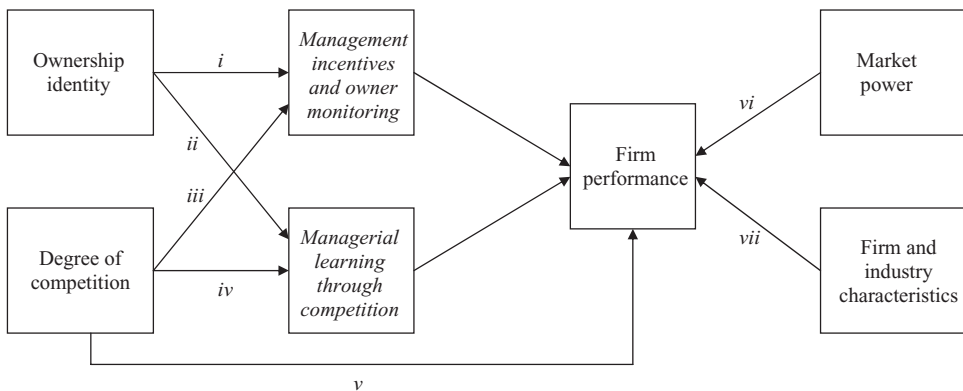 Ownership
identity
i
Management
incentives
and owner
monitoring
Market
power
ii
vi
Firm
performance
iii
Degree of
competition
iv
Managerial
learning
through
competition
vii
Firm and
industry
characteristics
v